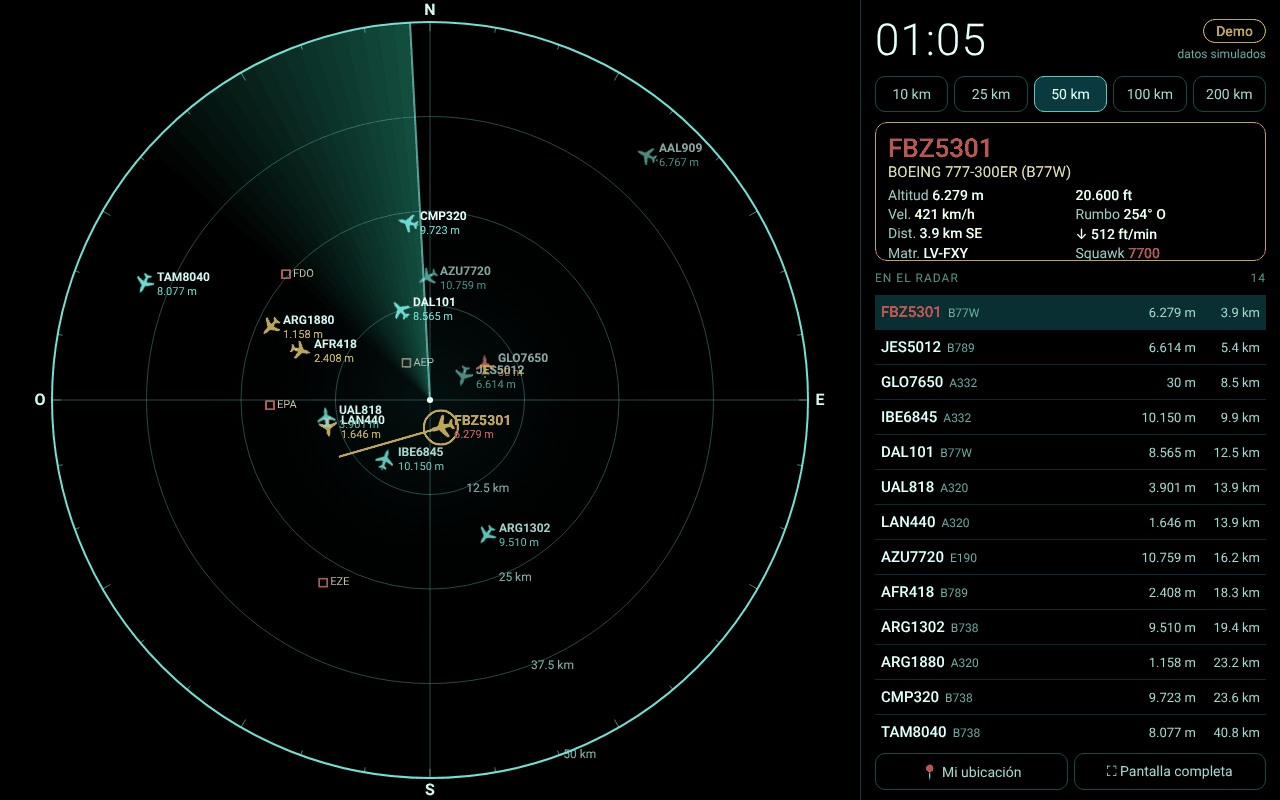 N
AAL909
6.767 m
CMP320
9.723 m
AZU7720
10.759 m
FDO
TAM8040
8.077 m
DAL101
8.565 m
ARG1880
1.158 m
AFR418
2.408 m
AEP
GLO7650
JES5012
6.614 m
O
E
EPA
UAL818
LAN440
1.646 m
FBZ5301
6.279 m
IBE6845
10.150 m
12.5 km
ARG1302
9.510 m
25 km
EZE
37.5 km
50 km
S
01:05
Demo
datos simulados
10 km 25 km 50 km 100 km 200 km
FBZ5301
BOEING 777-300ER (B77W)
Altitud 6.279 m 20.600 ft
Vel. 421 km/h Rumbo 254° O
Dist. 3.9 km SE ↓ 512 ft/min
Matr. LV-FXY Squawk 7700
EN EL RADAR 14
FBZ5301 B77W 6.279 m 3.9 km
JES5012 B789 6.614 m 5.4 km
GLO7650 A332 30 m 8.5 km
IBE6845 A332 10.150 m 9.9 km
DAL101 B77W 8.565 m 12.5 km
UAL818 A320 3.901 m 13.9 km
LAN440 A320 1.646 m 13.9 km
AZU7720 E190 10.759 m 16.2 km
AFR418 B789 2.408 m 18.3 km
ARG1302 B738 9.510 m 19.4 km
ARG1880 A320 1.158 m 23.2 km
CMP320 B738 9.723 m 23.6 km
TAM8040 B738 8.077 m 40.8 km
Mi ubicación
Pantalla completa